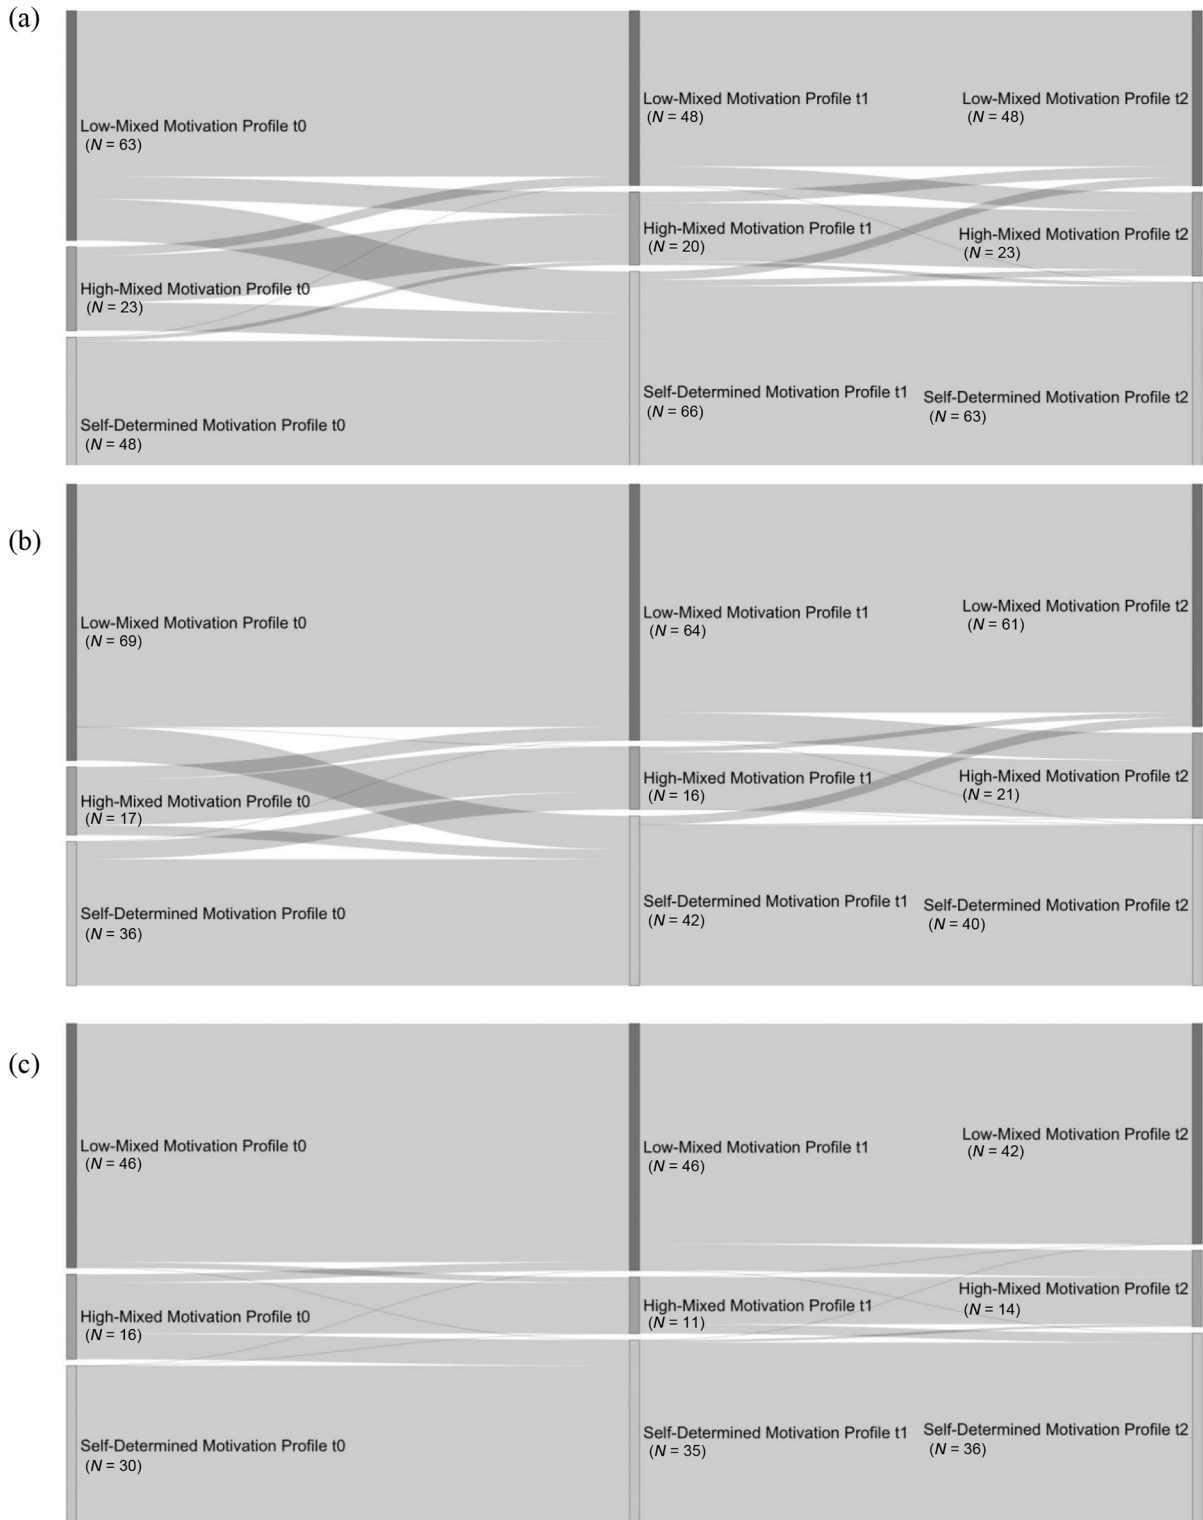 (a)
Low-Mixed Motivation Profile t0
(N = 63)
High-Mixed Motivation Profile t0
(N = 23)
Self-Determined Motivation Profile t0
(N = 48)
Low-Mixed Motivation Profile t1
(N = 48)
High-Mixed Motivation Profile t1
(N = 20)
Self-Determined Motivation Profile t1
(N = 66)
Low-Mixed Motivation Profile t2
(N = 48)
High-Mixed Motivation Profile t2
(N = 23)
Self-Determined Motivation Profile t2
(N = 63)
(b)
Low-Mixed Motivation Profile t0
(N = 69)
High-Mixed Motivation Profile t0
(N = 17)
Self-Determined Motivation Profile t0
(N = 36)
Low-Mixed Motivation Profile t1
(N = 64)
High-Mixed Motivation Profile t1
(N = 16)
Self-Determined Motivation Profile t1
(N = 42)
Low-Mixed Motivation Profile t2
(N = 61)
High-Mixed Motivation Profile t2
(N = 21)
Self-Determined Motivation Profile t2
(N = 40)
(c)
Low-Mixed Motivation Profile t0
(N = 46)
High-Mixed Motivation Profile t0
(N = 16)
Self-Determined Motivation Profile t0
(N = 30)
Low-Mixed Motivation Profile t1
(N = 46)
High-Mixed Motivation Profile t1
(N = 11)
Self-Determined Motivation Profile t1
(N = 35)
Low-Mixed Motivation Profile t2
(N = 42)
High-Mixed Motivation Profile t2
(N = 14)
Self-Determined Motivation Profile t2
(N = 36)